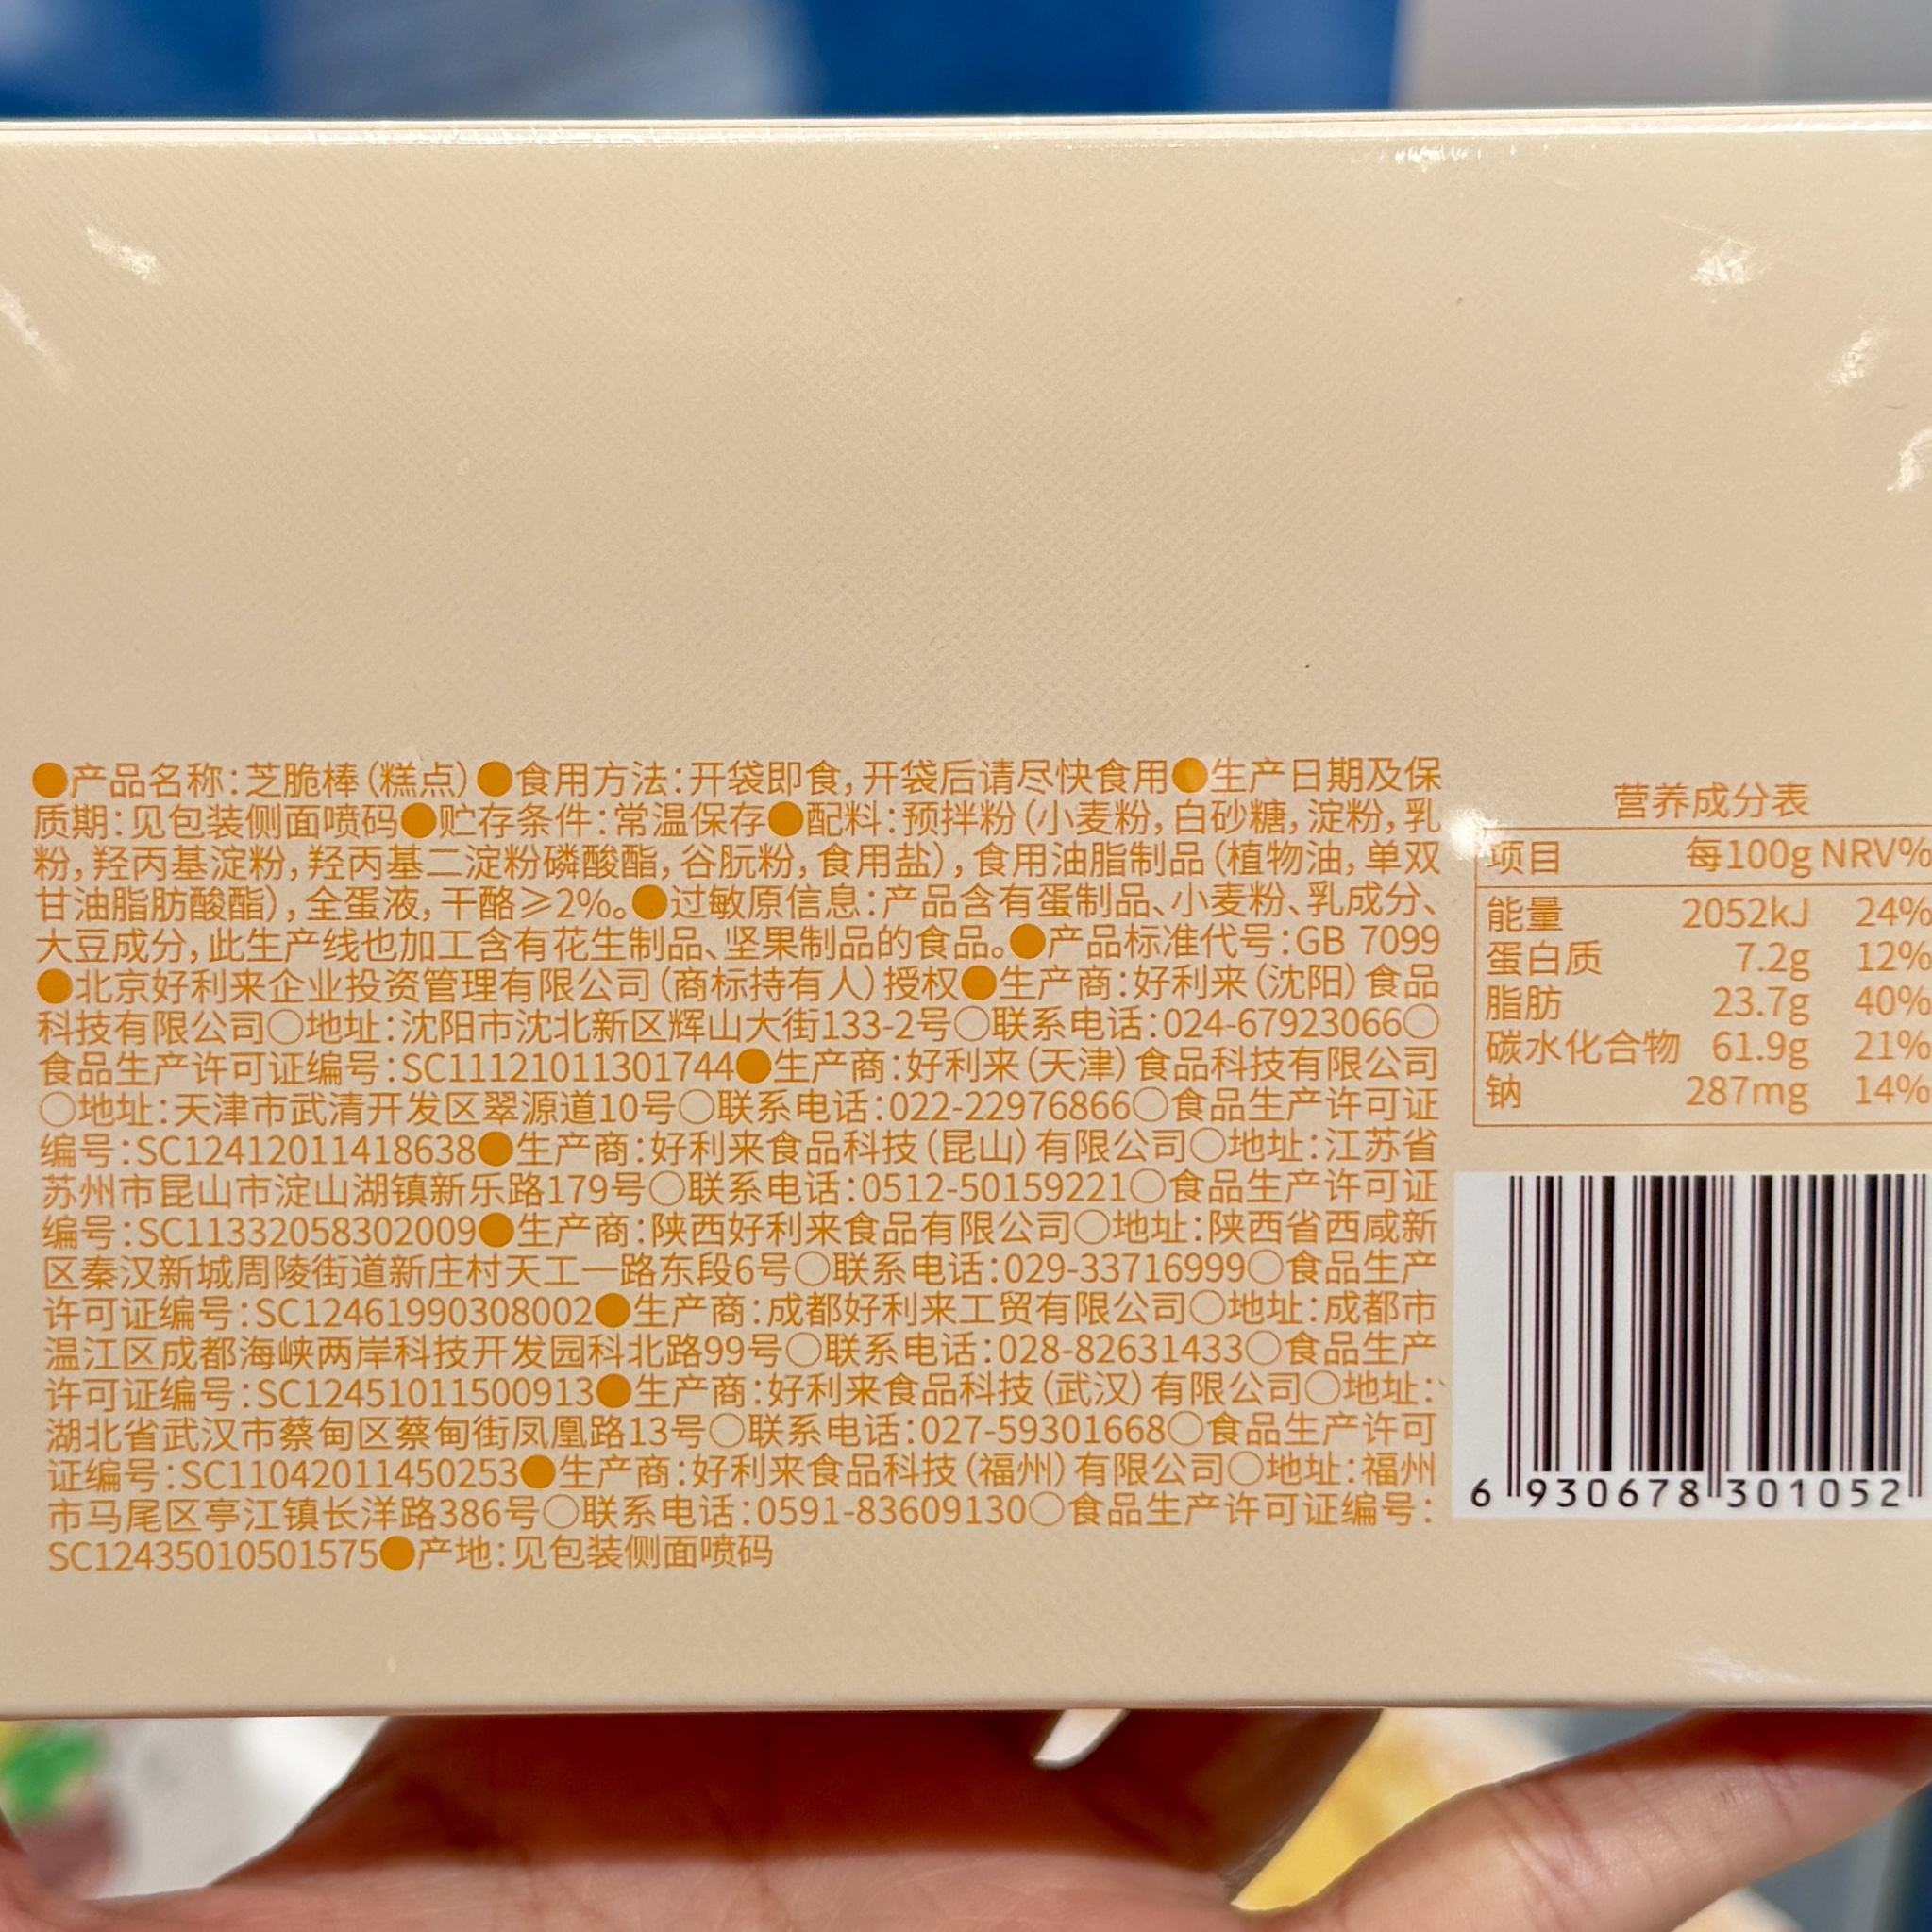 ●产品名称:芝脆棒(糕点)●食用方法:开袋即食,开袋后请尽快食用●生产日期及保
质期:见包装侧面喷码●贮存条件:常温保存●配料:预拌粉(小麦粉,白砂糖,淀粉,乳
粉,羟丙基淀粉,羟丙基二淀粉磷酸酯,谷朊粉,食用盐),食用油脂制品(植物油,单双
甘油脂肪酸酯),全蛋液,干酪≥2%。●过敏原信息:产品含有蛋制品、小麦粉、乳成分、
大豆成分,此生产线也加工含有花生制品、坚果制品的食品。●产品标准代号:GB 7099
●北京好利来企业投资管理有限公司(商标持有人)授权●生产商:好利来(沈阳)食品
科技有限公司○地址:沈阳市沈北新区辉山大街133-2号○联系电话:024-67923066○
食品生产许可证编号:SC11121011301744●生产商:好利来(天津)食品科技有限公司
○地址:天津市武清开发区翠源道10号○联系电话:022-22976866○食品生产许可证
编号:SC12412011418638●生产商:好利来食品科技(昆山)有限公司○地址:江苏省
苏州市昆山市淀山湖镇新乐路179号○联系电话:0512-50159221○食品生产许可证
编号:SC11332058302009●生产商:陕西好利来食品有限公司○地址:陕西省西咸新
区秦汉新城周陵街道新庄村天工一路东段6号○联系电话:029-33716999○食品生产
许可证编号:SC12461990308002●生产商:成都好利来工贸有限公司○地址:成都市
温江区成都海峡两岸科技开发园科北路99号○联系电话:028-82631433○食品生产
许可证编号:SC12451011500913●生产商:好利来食品科技(武汉)有限公司○地址:
湖北省武汉市蔡甸区蔡甸街凤凰路13号○联系电话:027-59301668○食品生产许可
证编号:SC11042011450253●生产商:好利来食品科技(福州)有限公司○地址:福州
市马尾区亭江镇长洋路386号○联系电话:0591-83609130○食品生产许可证编号:
SC12435010501575●产地:见包装侧面喷码
营养成分表
项目 每100g NRV%
能量 2052kJ 24%
蛋白质 7.2g 12%
脂肪 23.7g 40%
碳水化合物 61.9g 21%
钠 287mg 14%
6 930678 301052